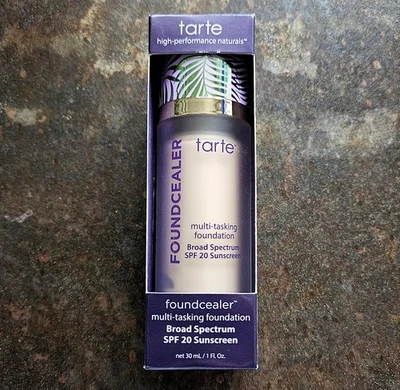 tarte
high-performance naturals™
FOUNDCEALER
tarte
multi-tasking
foundation
Broad Spectrum
SPF 20 Sunscreen
foundcealer™
multi-tasking foundation
Broad Spectrum
SPF 20 Sunscreen
net 30 mL / 1 Fl. Oz.